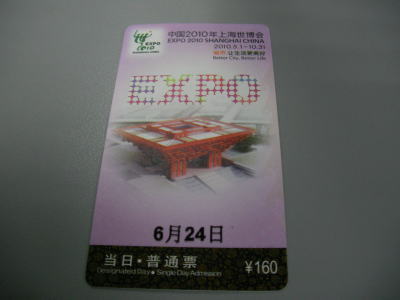 中国2010年上海世博会
EXPO 2010 SHANGHAI CHINA
2010.5.1-10.31
城市,让生活更美好
Better City, Better Life
EXPO
2010
EXPO
6月24日
当日·普通票
Designated Day · Single Day Admission
¥160